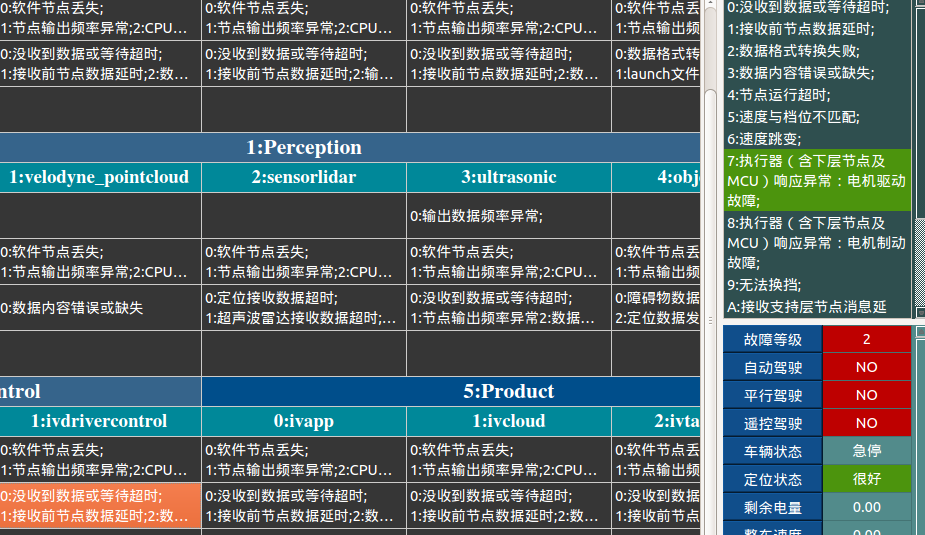 0:软件节点丢失;
1:节点输出频率异常;2:CPU...
0:软件节点丢失;
1:节点输出频率异常;2:CPU...
0:软件节点丢失;
1:节点输出频率异常;2:CPU...
0:软件节点丢
1:节点输出频
0:没收到数据或等待超时;
1:接收前节点数据延时;2:数...
0:没收到数据或等待超时;
1:接收前节点数据延时;2:输...
0:没收到数据或等待超时;
1:接收前节点数据延时;2:数...
0:数据格式转
1:launch文件
1:Perception
1:velodyne_pointcloud
2:sensorlidar
3:ultrasonic
4:obj
0:输出数据频率异常;
0:软件节点丢失;
1:节点输出频率异常;2:CPU...
0:软件节点丢失;
1:节点输出频率异常;2:CPU...
0:软件节点丢失;
1:节点输出频率异常;2:CPU...
0:软件节点丢
1:节点输出频
0:数据内容错误或缺失
0:定位接收数据超时;
1:超声波雷达接收数据超时;...
0:没收到数据或等待超时;
1:节点输出频率异常2:数据...
0:障碍物数据
2:定位数据发
ntrol
5:Product
1:ivdrivercontrol
0:ivapp
1:ivcloud
2:ivta
0:软件节点丢失;
1:节点输出频率异常;2:CPU...
0:软件节点丢失;
1:节点输出频率异常;2:CPU...
0:软件节点丢失;
1:节点输出频率异常;2:CPU...
0:软件节点丢
1:节点输出频
0:没收到数据或等待超时;
1:接收前节点数据延时;2:数...
0:没收到数据或等待超时;
1:接收前节点数据延时;2:数...
0:没收到数据或等待超时;
1:接收前节点数据延时;2:数...
0:没收到数据
1:接收前节点
0:没收到数据或等待超时;
1:接收前节点数据延时;
2:数据格式转换失败;
3:数据内容错误或缺失;
4:节点运行超时;
5:速度与档位不匹配;
6:速度跳变;
7:执行器（含下层节点及
MCU）响应异常：电机驱动
故障;
8:执行器（含下层节点及
MCU）响应异常：电机制动
故障;
9:无法换挡;
A:接收支持层节点消息延
故障等级 2
自动驾驶 NO
平行驾驶 NO
遥控驾驶 NO
车辆状态 急停
定位状态 很好
剩余电量 0.00
整车速度 0.00